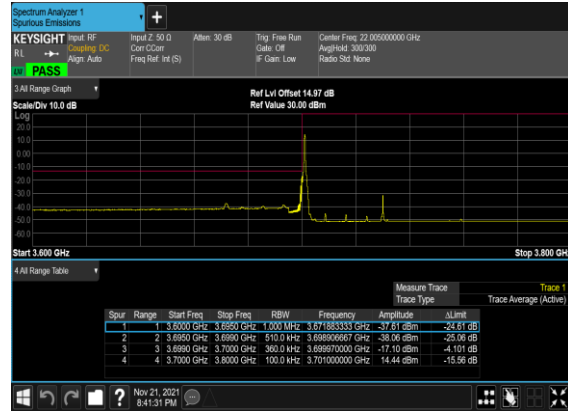 Spectrum Analyzer 1
Spurious Emissions
KEYSIGHT Input: RF Input Z: 50 Ω Atten: 30 dB Trig: Free Run Center Freq: 22.005000000 GHz
RL Coupling: DC Corr CCorr Gate: Off Avg|Hold: 300/300
Align: Auto Freq Ref: Int (S) IF Gain: Low Radio Std: None
LM PASS
3 All Range Graph Ref Lvl Offset 14.97 dB
Scale/Div 10.0 dB Ref Value 30.00 dBm
Log
20.0
10.0
0.00
-10.0
-20.0
-30.0
-40.0
-50.0
-60.0
Start 3.600 GHz Stop 3.800 GHz
4 All Range Table
Measure Trace Trace 1
Trace Type Trace Average (Active)
Spur Range Start Freq Stop Freq RBW Frequency Amplitude ΔLimit
1 1 3.6000 GHz 3.6950 GHz 1.000 MHz 3.671883333 GHz -37.61 dBm -24.61 dB
2 2 3.6950 GHz 3.6990 GHz 510.0 kHz 3.698906667 GHz -38.06 dBm -25.06 dB
3 3 3.6990 GHz 3.7000 GHz 360.0 kHz 3.699970000 GHz -17.10 dBm -4.101 dB
4 4 3.7000 GHz 3.8000 GHz 100.0 kHz 3.701000000 GHz 14.44 dBm -15.56 dB
Nov 21, 2021
8:41:31 PM